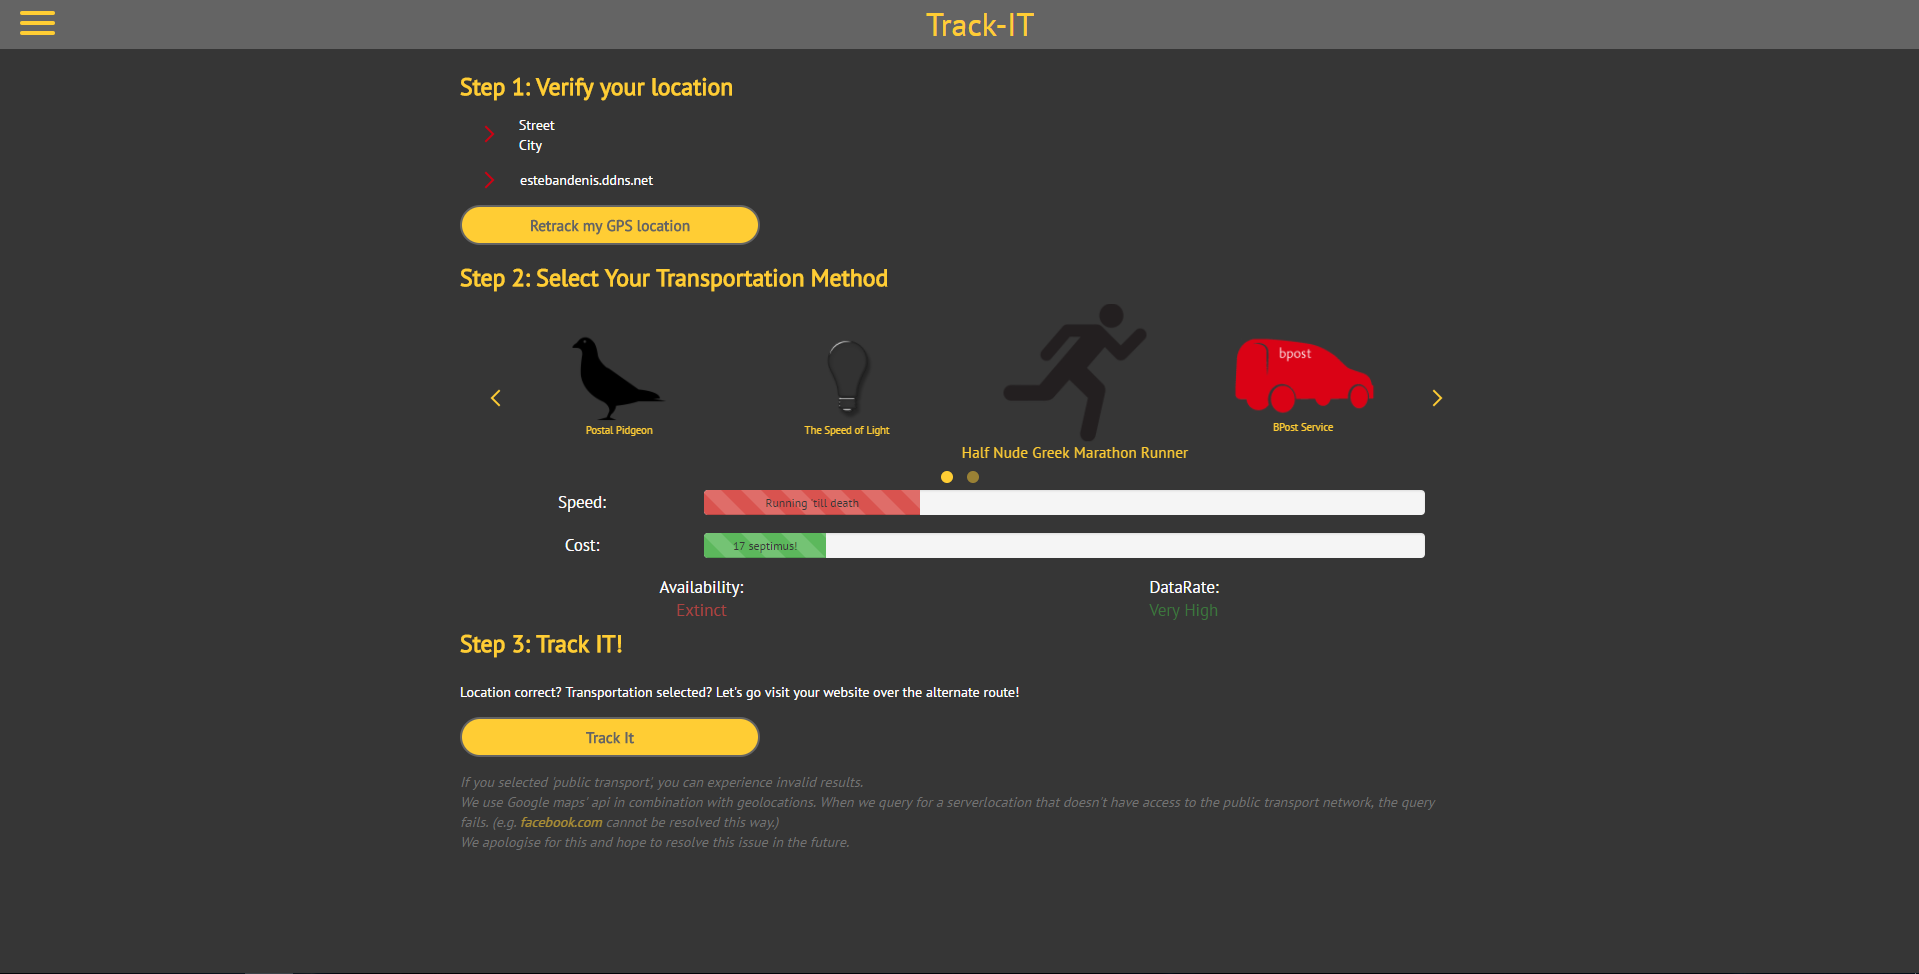 Track-IT
Step 1: Verify your location
Street
City
estebandenis.ddns.net
Retrack my GPS location
Step 2: Select Your Transportation Method
bpost
Postal Pidgeon
The Speed of Light
Half Nude Greek Marathon Runner
BPost Service
Speed:
Running 'till death
Cost:
17 septimus!
Availability:
Extinct
DataRate:
Very High
Step 3: Track IT!
Location correct? Transportation selected? Let's go visit your website over the alternate route!
Track It
If you selected 'public transport', you can experience invalid results.
We use Google maps' api in combination with geolocations. When we query for a serverlocation that doesn't have access to the public transport network, the query
fails. (e.g. facebook.com cannot be resolved this way.)
We apologise for this and hope to resolve this issue in the future.